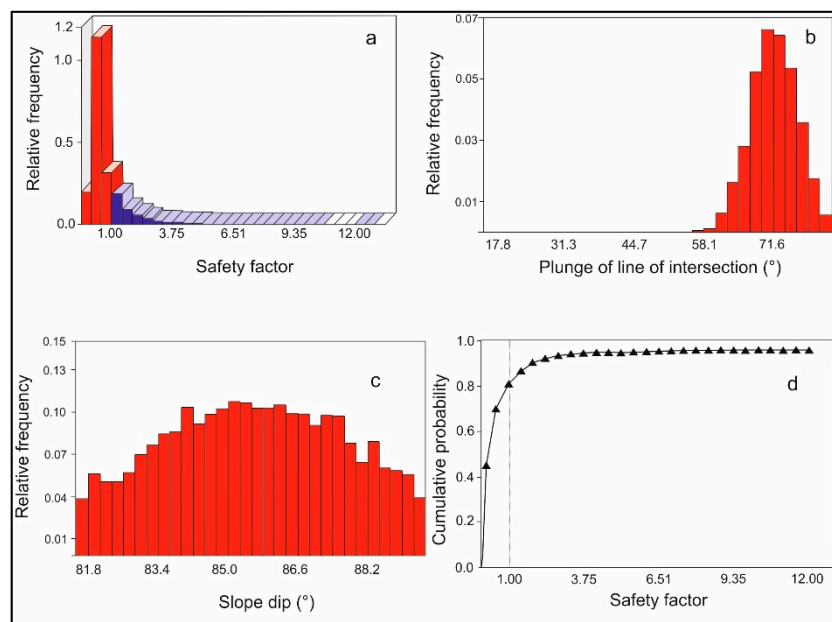 a
1.2
1.0
0.5
0.0
Relative frequency
1.00 3.75 6.51 9.35 12.00
Safety factor
b
0.07
0.05
0.03
0.01
Relative frequency
17.8 31.3 44.7 58.1 71.6
Plunge of line of intersection (°)
c
0.15
0.13
0.10
0.04
0.01
Relative frequency
81.8 83.4 85.0 86.6 88.2
Slope dip (°)
d
1.0
0.8
0.6
0.4
0.2
0.0
Cumulative probability
1.00 3.75 6.51 9.35 12.00
Safety factor